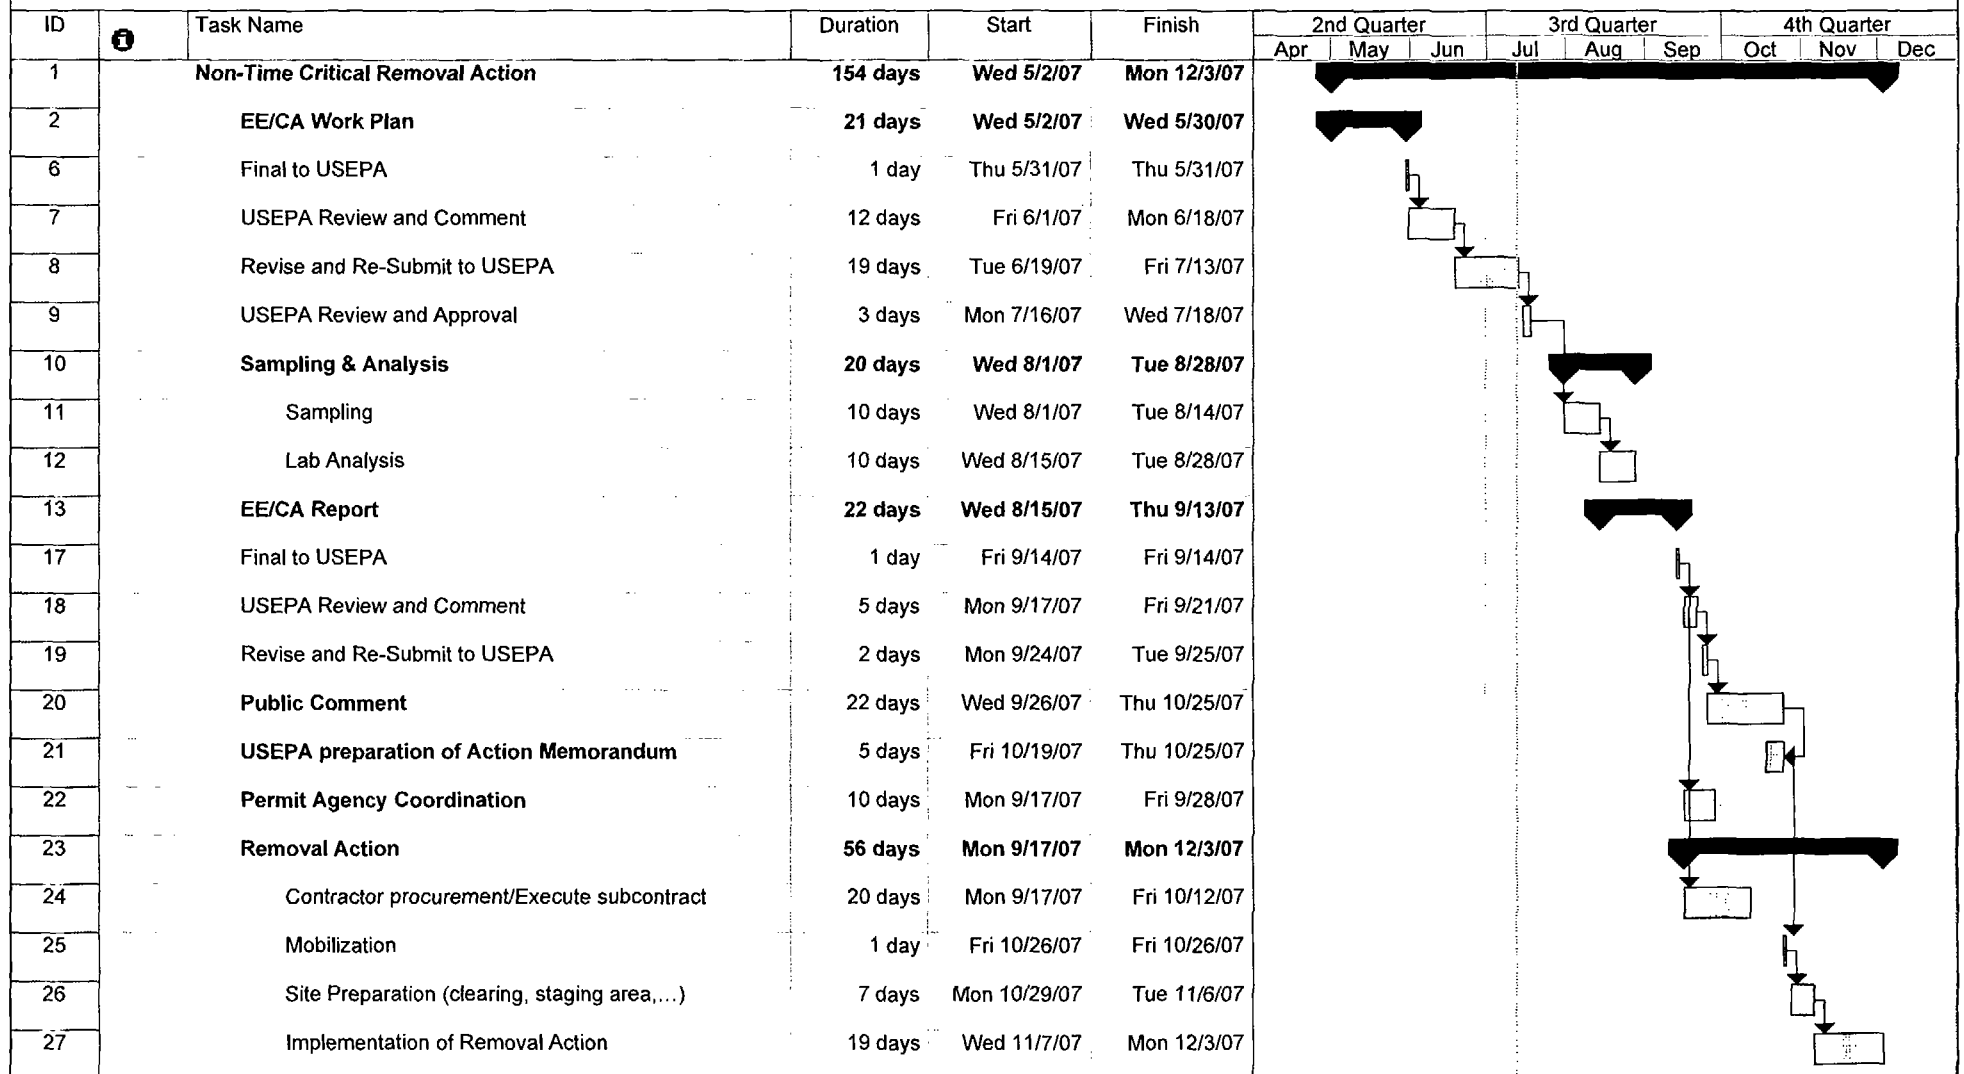 ID Task Name Duration Start Finish 2nd Quarter 3rd Quarter 4th Quarter
Apr May Jun Jul Aug Sep Oct Nov Dec
1 Non-Time Critical Removal Action 154 days Wed 5/2/07 Mon 12/3/07
2 EE/CA Work Plan 21 days Wed 5/2/07 Wed 5/30/07
6 Final to USEPA 1 day Thu 5/31/07 Thu 5/31/07
7 USEPA Review and Comment 12 days Fri 6/1/07 Mon 6/18/07
8 Revise and Re-Submit to USEPA 19 days Tue 6/19/07 Fri 7/13/07
9 USEPA Review and Approval 3 days Mon 7/16/07 Wed 7/18/07
10 Sampling & Analysis 20 days Wed 8/1/07 Tue 8/28/07
11 Sampling 10 days Wed 8/1/07 Tue 8/14/07
12 Lab Analysis 10 days Wed 8/15/07 Tue 8/28/07
13 EE/CA Report 22 days Wed 8/15/07 Thu 9/13/07
17 Final to USEPA 1 day Fri 9/14/07 Fri 9/14/07
18 USEPA Review and Comment 5 days Mon 9/17/07 Fri 9/21/07
19 Revise and Re-Submit to USEPA 2 days Mon 9/24/07 Tue 9/25/07
20 Public Comment 22 days Wed 9/26/07 Thu 10/25/07
21 USEPA preparation of Action Memorandum 5 days Fri 10/19/07 Thu 10/25/07
22 Permit Agency Coordination 10 days Mon 9/17/07 Fri 9/28/07
23 Removal Action 56 days Mon 9/17/07 Mon 12/3/07
24 Contractor procurement/Execute subcontract 20 days Mon 9/17/07 Fri 10/12/07
25 Mobilization 1 day Fri 10/26/07 Fri 10/26/07
26 Site Preparation (clearing, staging area,...) 7 days Mon 10/29/07 Tue 11/6/07
27 Implementation of Removal Action 19 days Wed 11/7/07 Mon 12/3/07